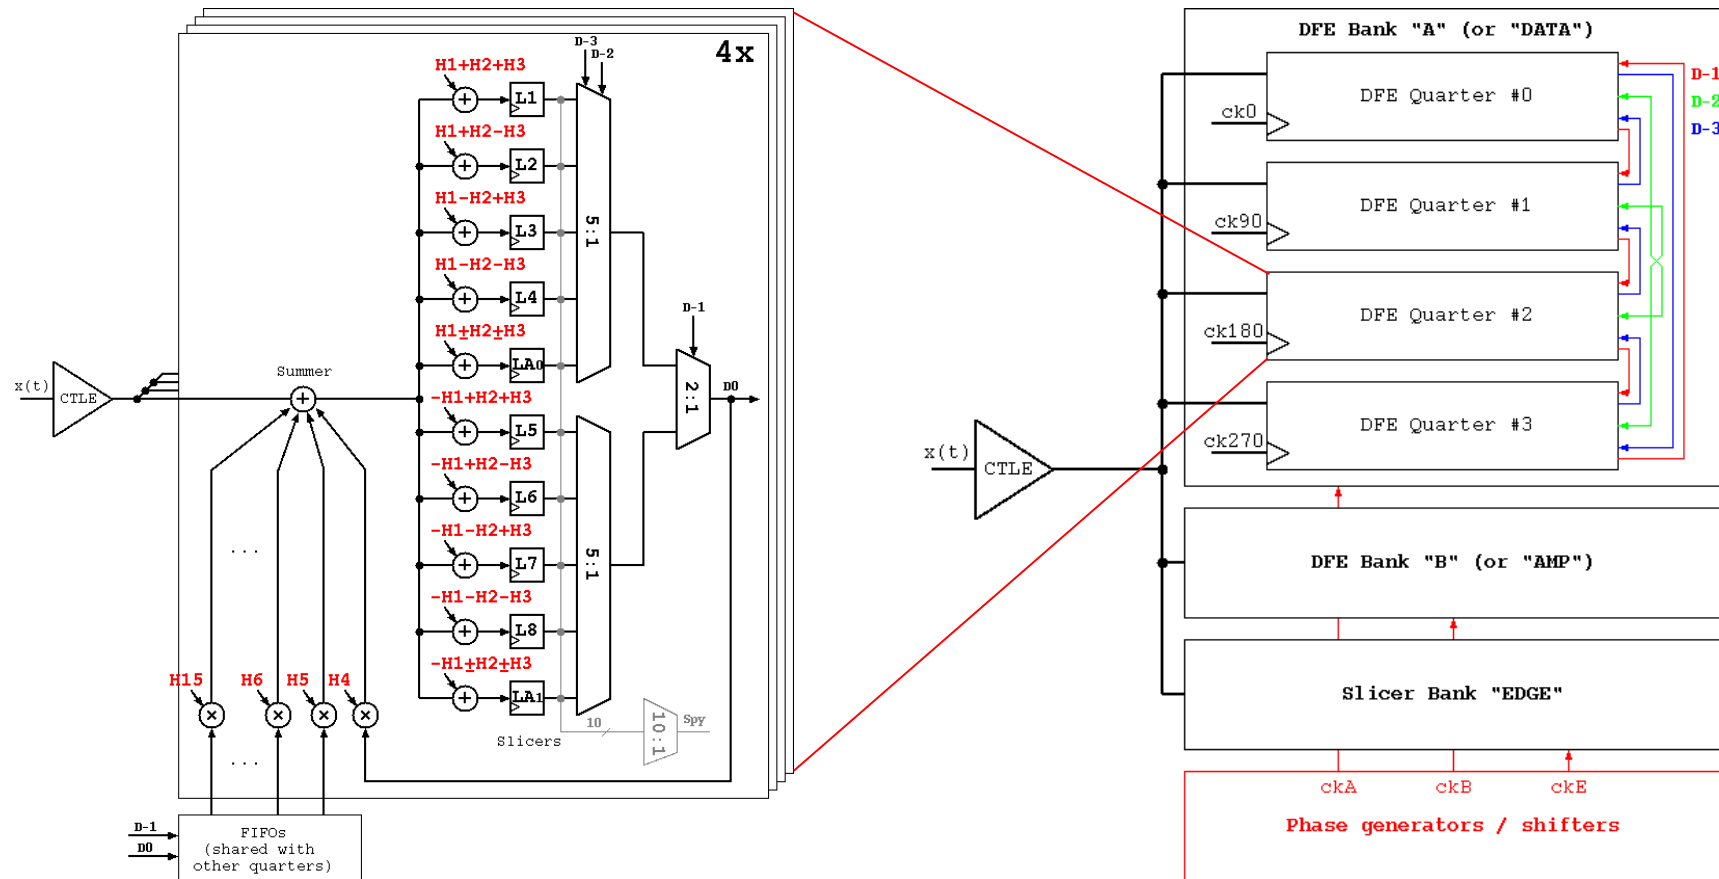 4x
D-3
D-2
H1+H2+H3
L1
H1+H2-H3
L2
H1-H2+H3
L3
5:1
H1-H2-H3
L4
D-1
H1±H2±H3
LA0
Summer
x(t)
CTLE
2:1
D0
-H1+H2+H3
L5
-H1+H2-H3
L6
-H1-H2+H3
L7
5:1
-H1-H2-H3
L8
-H1±H2±H3
LA1
...
H15
H6
H5
H4
10
10:1
Spy
Slicers
...
D-1
D0
FIFOs
(shared with
other quarters)
DFE Bank "A" (or "DATA")
DFE Quarter #0
ck0
D-1
D-2
D-3
DFE Quarter #1
ck90
DFE Quarter #2
ck180
DFE Quarter #3
ck270
x(t)
CTLE
DFE Bank "B" (or "AMP")
Slicer Bank "EDGE"
ckA
ckB
ckE
Phase generators / shifters